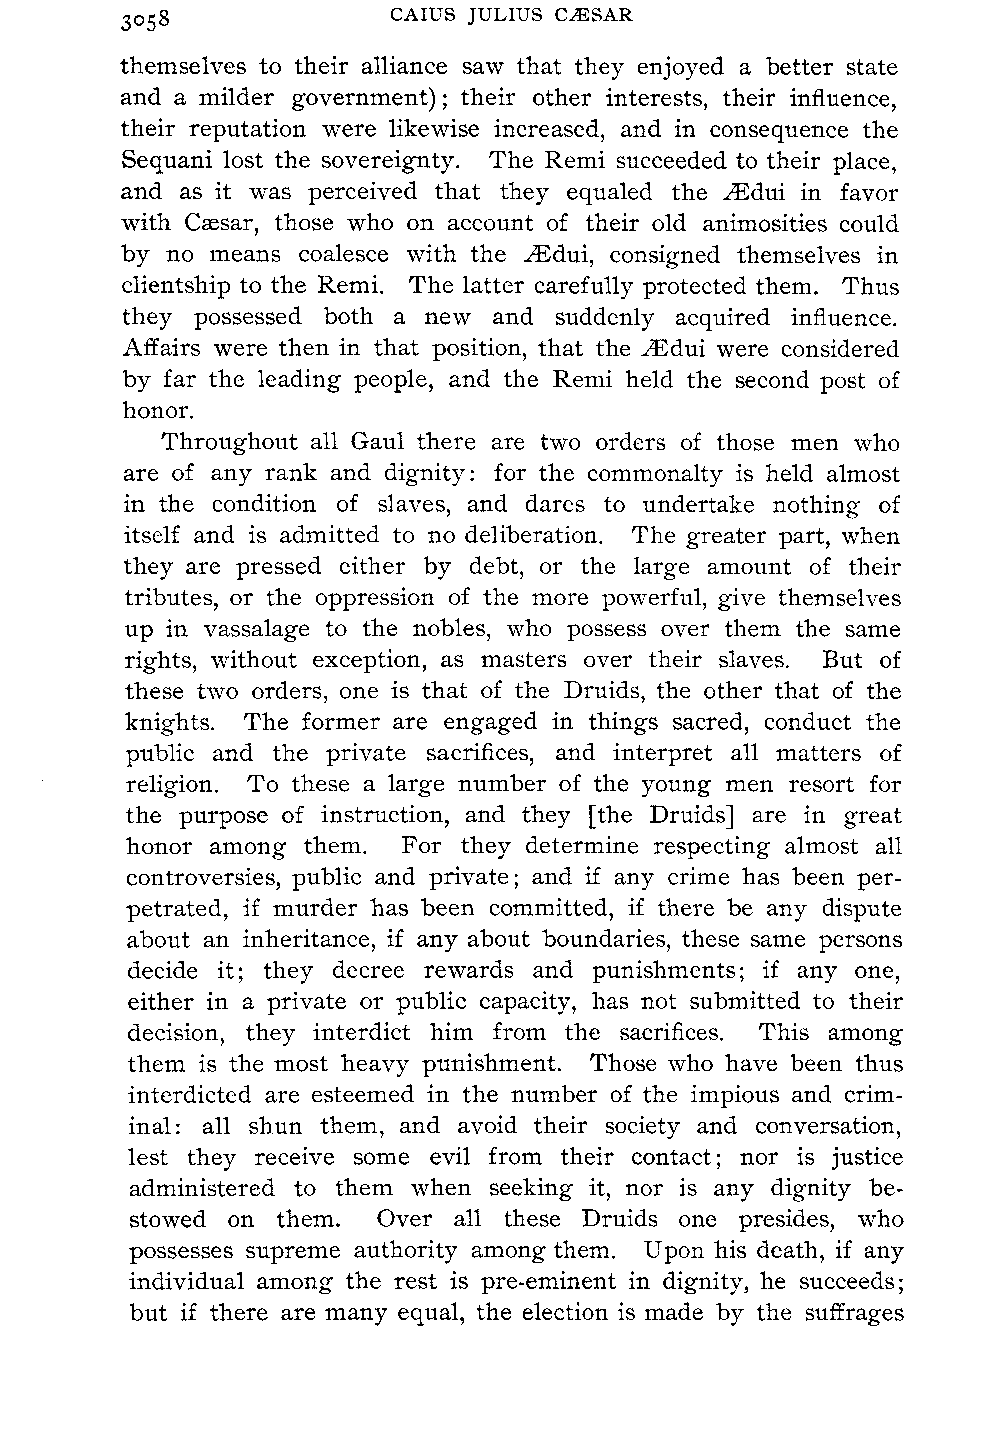 3058
CAIUS JULIUS CÆSAR
themselves to their alliance saw that they enjoyed a better state
and a milder government); their other interests, their influence,
their reputation were likewise increased, and in consequence the
Sequani lost the sovereignty. The Remi succeeded to their place,
and as it was perceived that they equaled the Ædui in favor
with Cæsar, those who on account of their old animosities could
by no means coalesce with the Ædui, consigned themselves in
clientship to the Remi. The latter carefully protected them. Thus
they possessed both a new and suddenly acquired influence.
Affairs were then in that position, that the Ædui were considered
by far the leading people, and the Remi held the second post of
honor.
Throughout all Gaul there are two orders of those men who
are of any rank and dignity: for the commonalty is held almost
in the condition of slaves, and dares to undertake nothing of
itself and is admitted to no deliberation. The greater part, when
they are pressed either by debt, or the large amount of their
tributes, or the oppression of the more powerful, give themselves
up in vassalage to the nobles, who possess over them the same
rights, without exception, as masters over their slaves. But of
these two orders, one is that of the Druids, the other that of the
knights. The former are engaged in things sacred, conduct the
public and the private sacrifices, and interpret all matters of
religion. To these a large number of the young men resort for
the purpose of instruction, and they [the Druids] are in great
honor among them. For they determine respecting almost all
controversies, public and private; and if any crime has been per-
petrated, if murder has been committed, if there be any dispute
about an inheritance, if any about boundaries, these same persons
decide it; they decree rewards and punishments; if any one,
either in a private or public capacity, has not submitted to their
decision, they interdict him from the sacrifices. This among
them is the most heavy punishment. Those who have been thus
interdicted are esteemed in the number of the impious and crim-
inal: all shun them, and avoid their society and conversation,
lest they receive some evil from their contact; nor is justice
administered to them when seeking it, nor is any dignity be-
stowed on them. Over all these Druids one presides, who
possesses supreme authority among them. Upon his death, if any
individual among the rest is pre-eminent in dignity, he succeeds;
but if there are many equal, the election is made by the suffrages